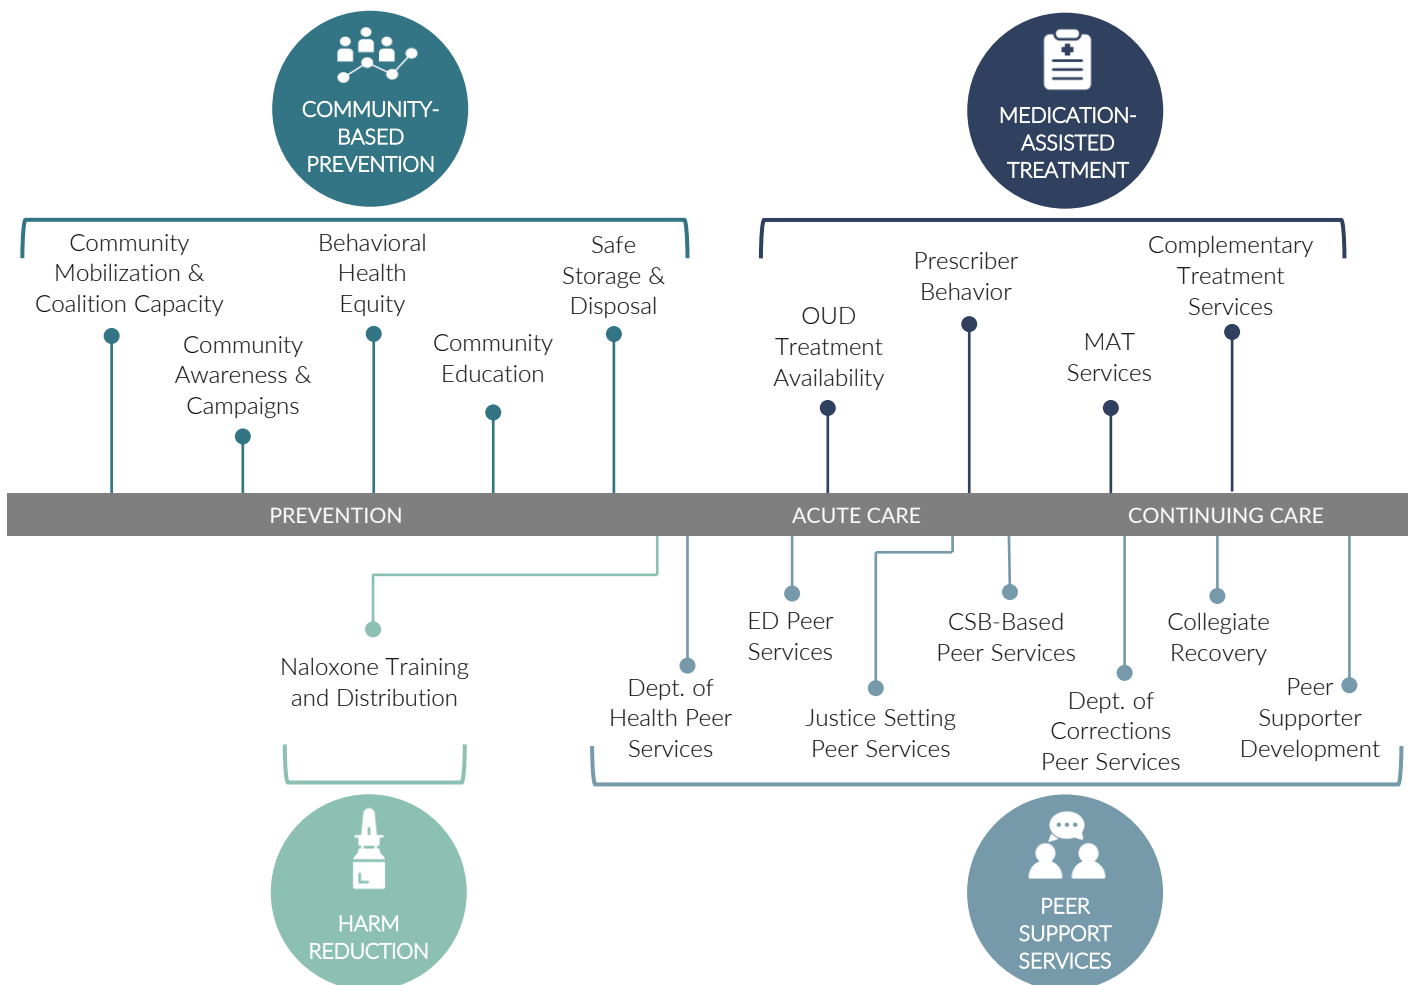 COMMUNITY-
BASED
PREVENTION
MEDICATION-
ASSISTED
TREATMENT
Community
Mobilization &
Coalition Capacity
Community
Awareness &
Campaigns
Behavioral
Health
Equity
Community
Education
Safe
Storage &
Disposal
OUD
Treatment
Availability
Prescriber
Behavior
MAT
Services
Complementary
Treatment
Services
PREVENTION
ACUTE CARE
CONTINUING CARE
Naloxone Training
and Distribution
Dept. of
Health Peer
Services
ED Peer
Services
Justice Setting
Peer Services
CSB-Based
Peer Services
Dept. of
Corrections
Peer Services
Collegiate
Recovery
Peer
Supporter
Development
HARM
REDUCTION
PEER
SUPPORT
SERVICES